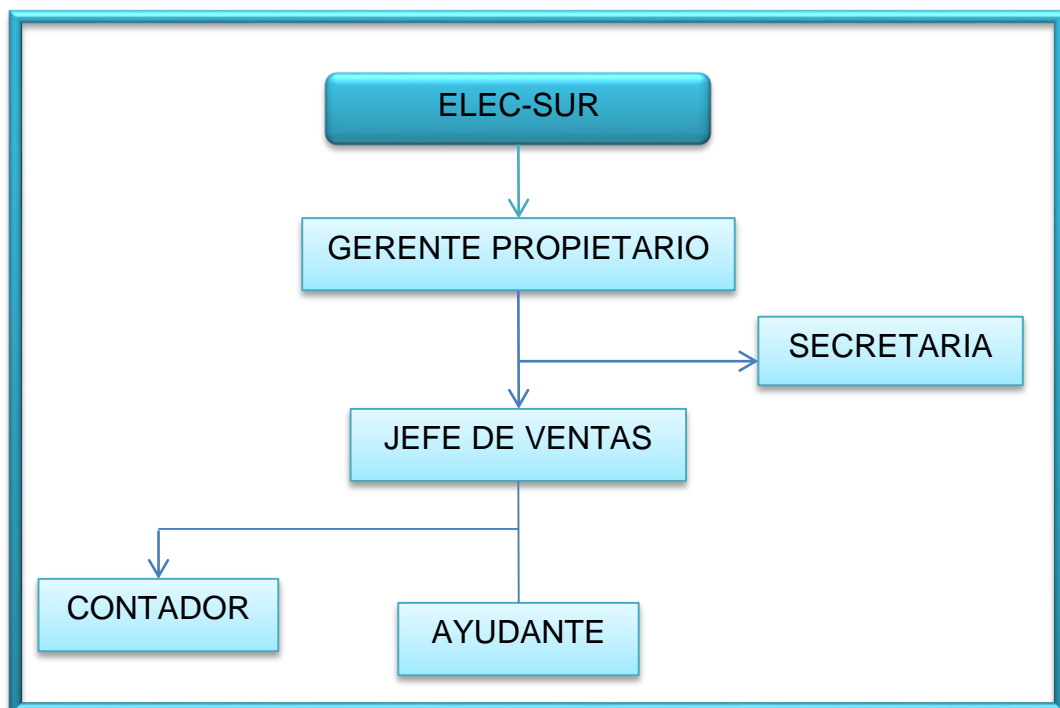 ELEC-SUR
GERENTE PROPIETARIO
SECRETARIA
JEFE DE VENTAS
CONTADOR
AYUDANTE